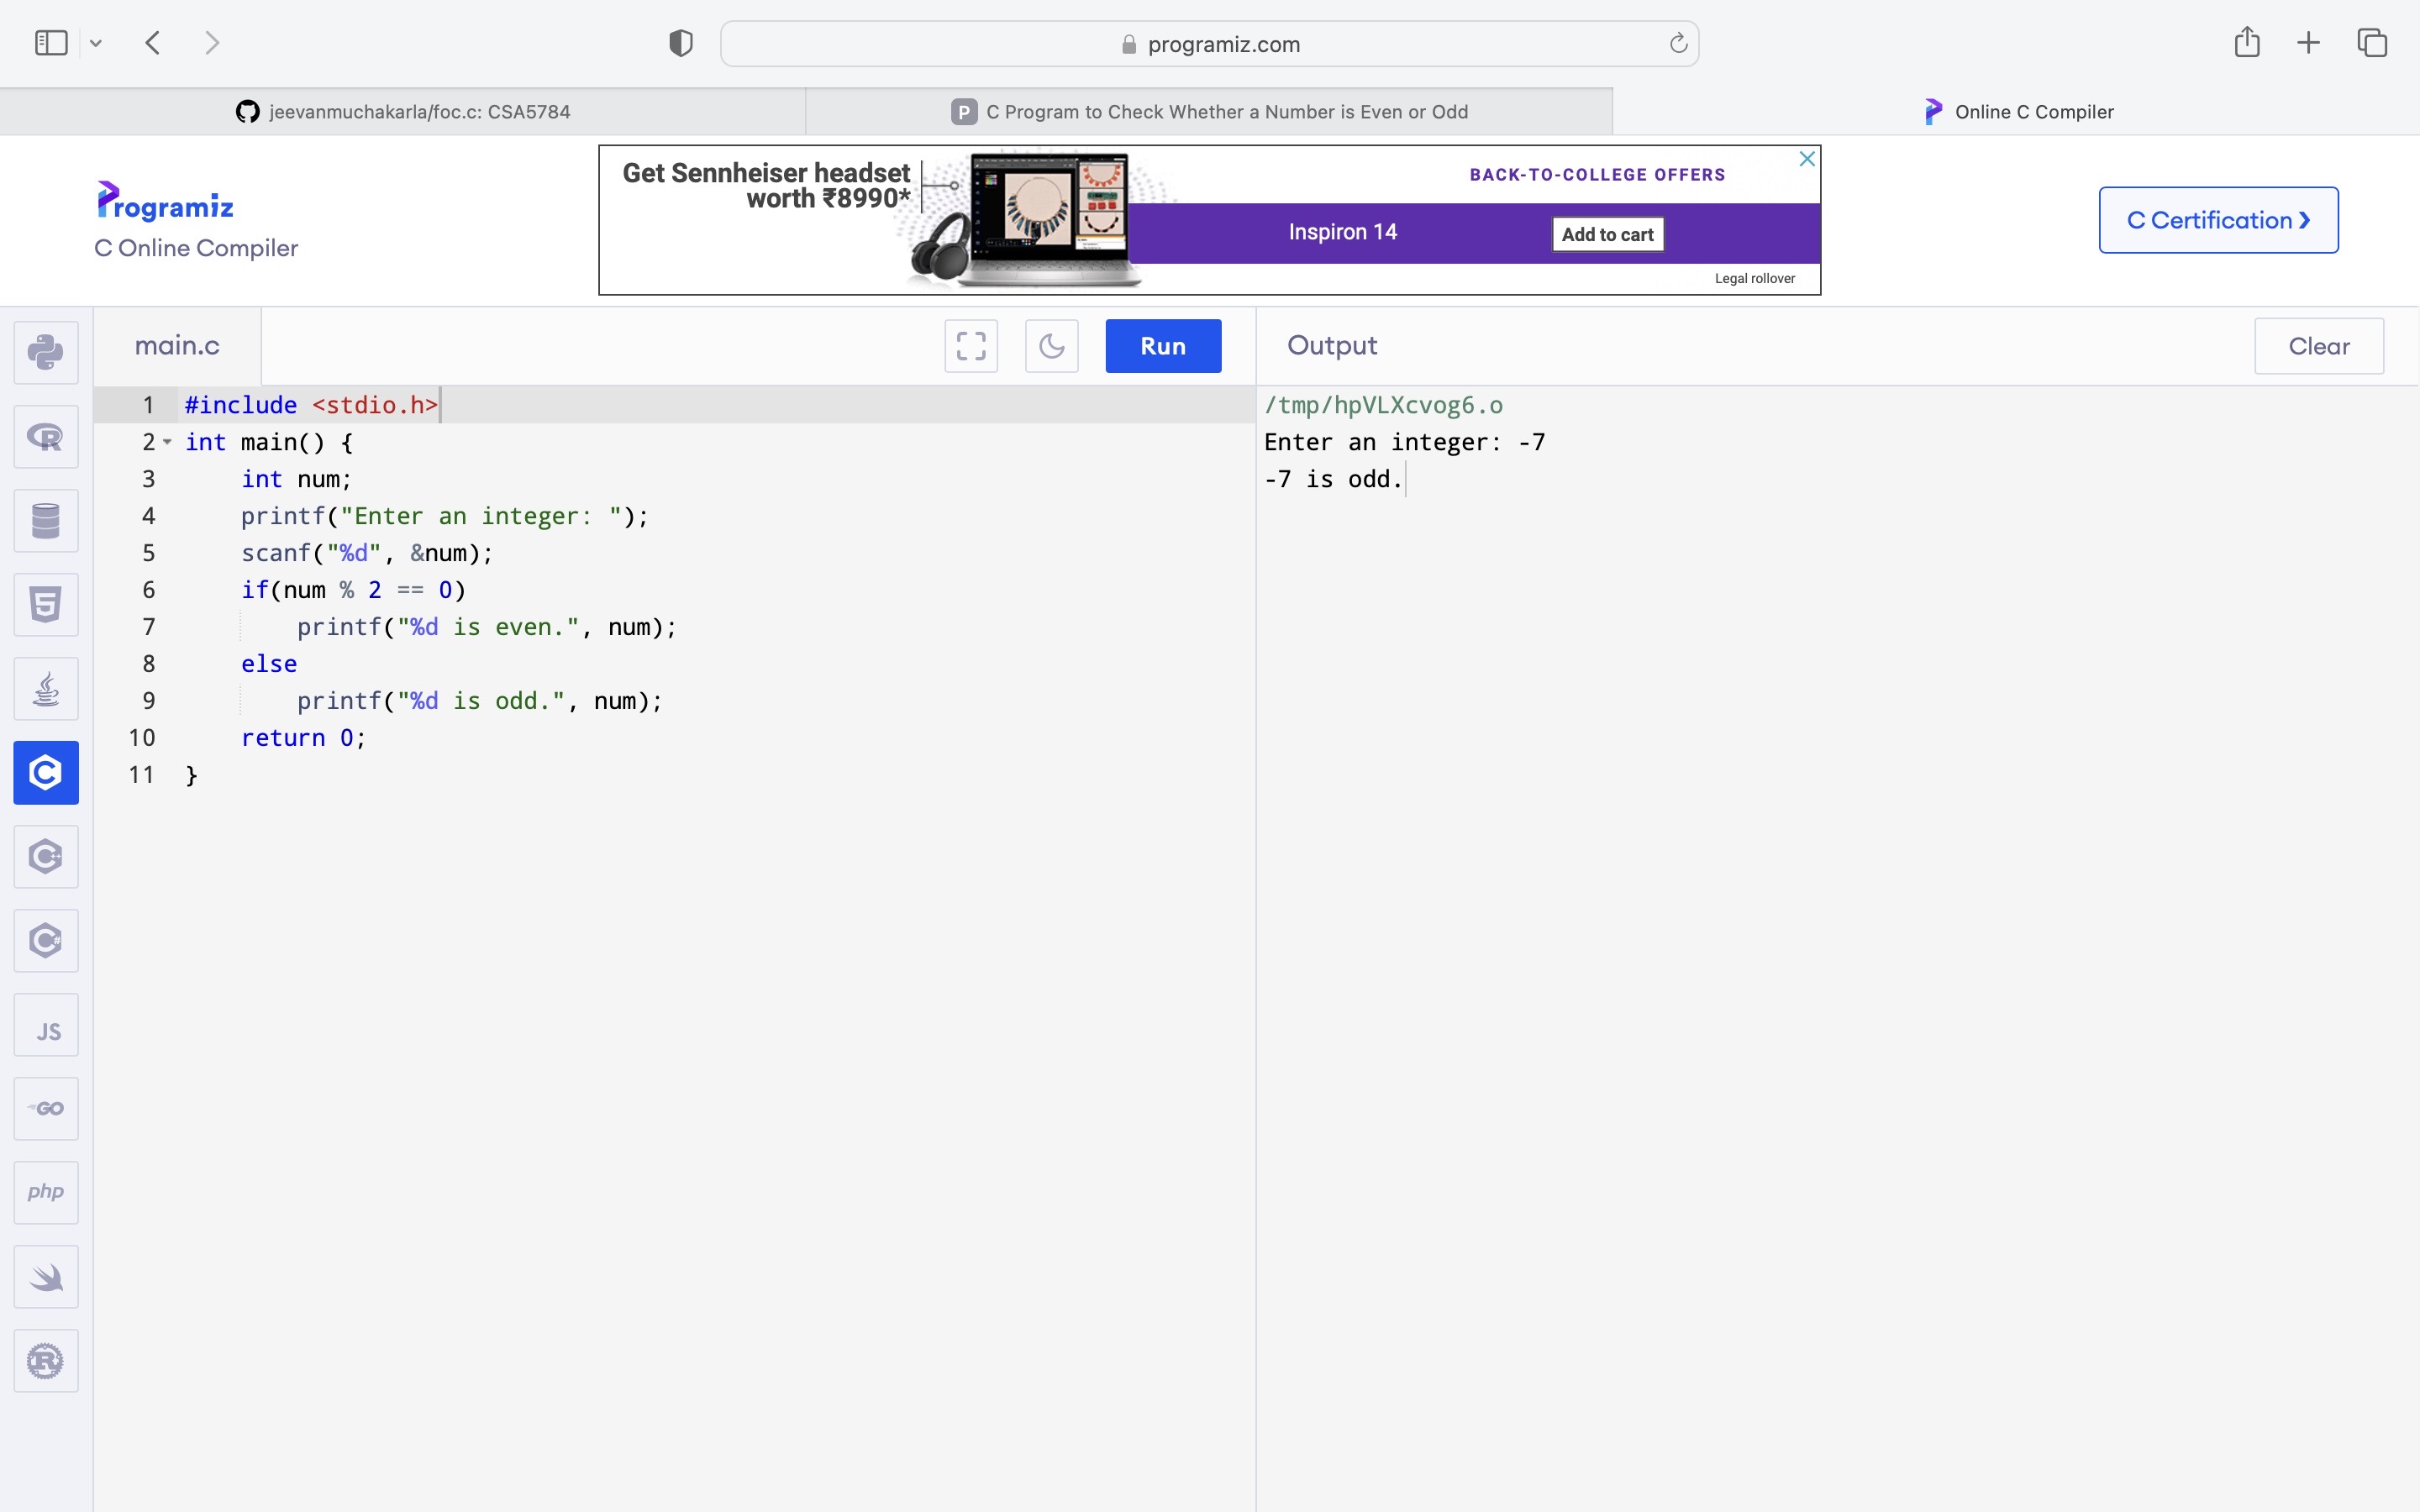 programiz.com
jeevanmuchakarla/foc.c: CSA5784
P C Program to Check Whether a Number is Even or Odd
Online C Compiler
Programiz
C Online Compiler
Get Sennheiser headset
worth ₹8990*
BACK-TO-COLLEGE OFFERS
Inspiron 14
Add to cart
Legal rollover
C Certification ❯
main.c
Run
Output
Clear
1 #include <stdio.h>
2 int main() {
3     int num;
4     printf("Enter an integer: ");
5     scanf("%d", &num);
6     if(num % 2 == 0)
7         printf("%d is even.", num);
8     else
9         printf("%d is odd.", num);
10     return 0;
11 }
/tmp/hpVLXcvog6.o
Enter an integer: -7
-7 is odd.
R
5
C
C++
C#
JS
GO
php
R